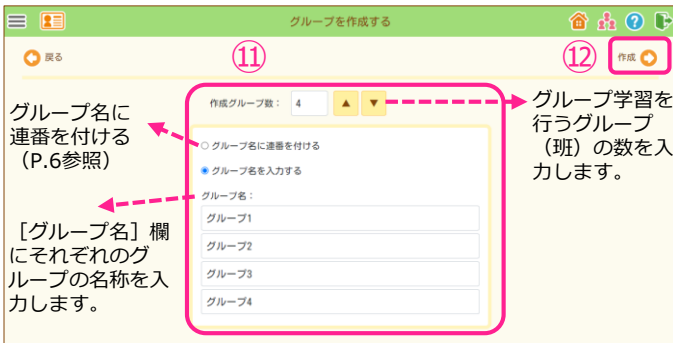 グループを作成する
戻る
⑪
⑫
作成
作成グループ数： 4 ▲ ▼
グループ学習を
行うグループ
（班）の数を入
力します。
グループ名に
連番を付ける
（P.6参照）
グループ名に連番を付ける
グループ名を入力する
グループ名：
グループ1
グループ2
グループ3
グループ4
［グループ名］欄
にそれぞれのグ
ループの名称を入
力します。